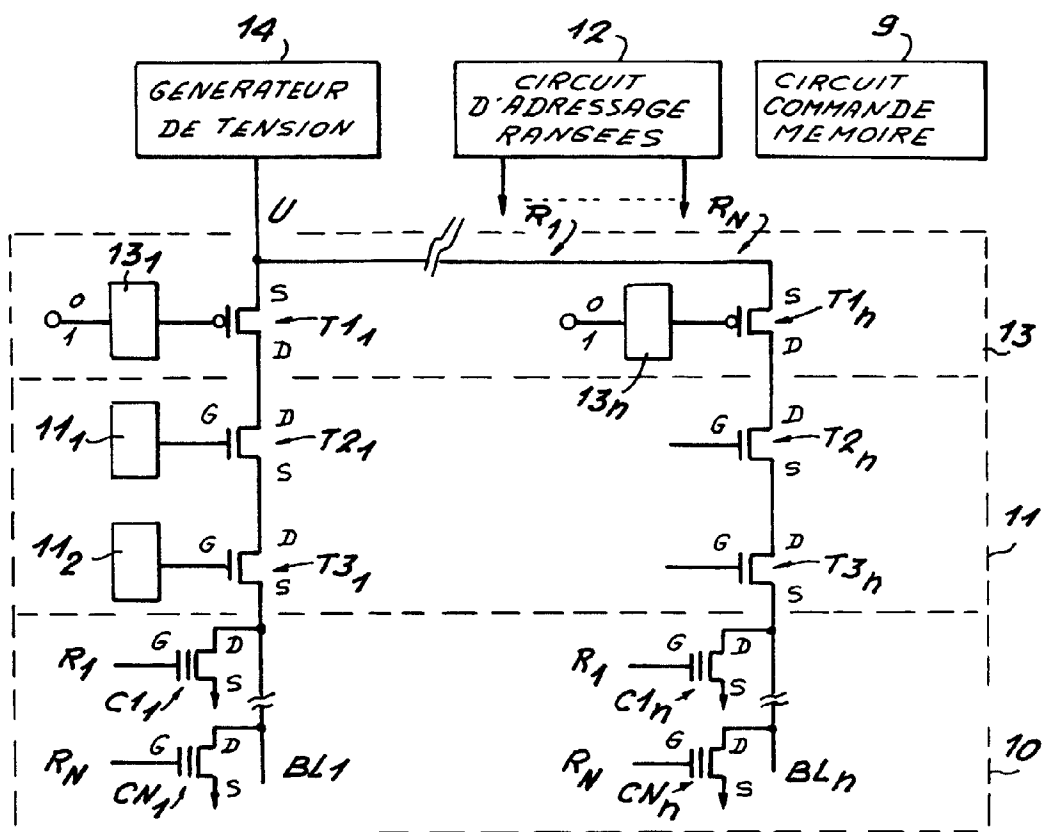 14
12
9
GENERATEUR
DE TENSION
CIRCUIT
D'ADRESSAGE
RANGEES
CIRCUIT
COMMANDE
MEMOIRE
U
R1
RN
131
0
1
S
D
T11
0
1
13n
S
D
T1n
13
111
G
D
S
T21
G
D
S
T2n
112
G
D
S
T31
G
D
S
T3n
11
R1
G
D
S
C11
R1
G
D
S
C1n
RN
G
D
S
CN1
BL1
RN
G
D
S
CNn
BLn
10